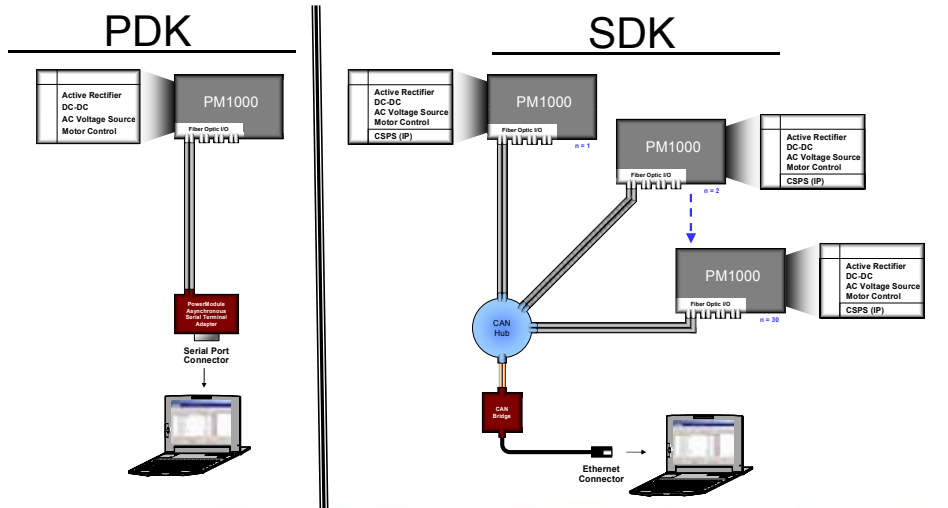 PDK
Active Rectifier
DC-DC
AC Voltage Source
Motor Control
PM1000
Fiber Optic I/O
PowerModule
Asynchronous
Serial Terminal
Adapter
Serial Port
Connector
SDK
Active Rectifier
DC-DC
AC Voltage Source
Motor Control
CSPS (IP)
PM1000
Fiber Optic I/O
n = 1
PM1000
Fiber Optic I/O
n = 2
Active Rectifier
DC-DC
AC Voltage Source
Motor Control
CSPS (IP)
PM1000
Fiber Optic I/O
n = 30
Active Rectifier
DC-DC
AC Voltage Source
Motor Control
CSPS (IP)
CAN
Hub
CAN
Bridge
Ethernet
Connector